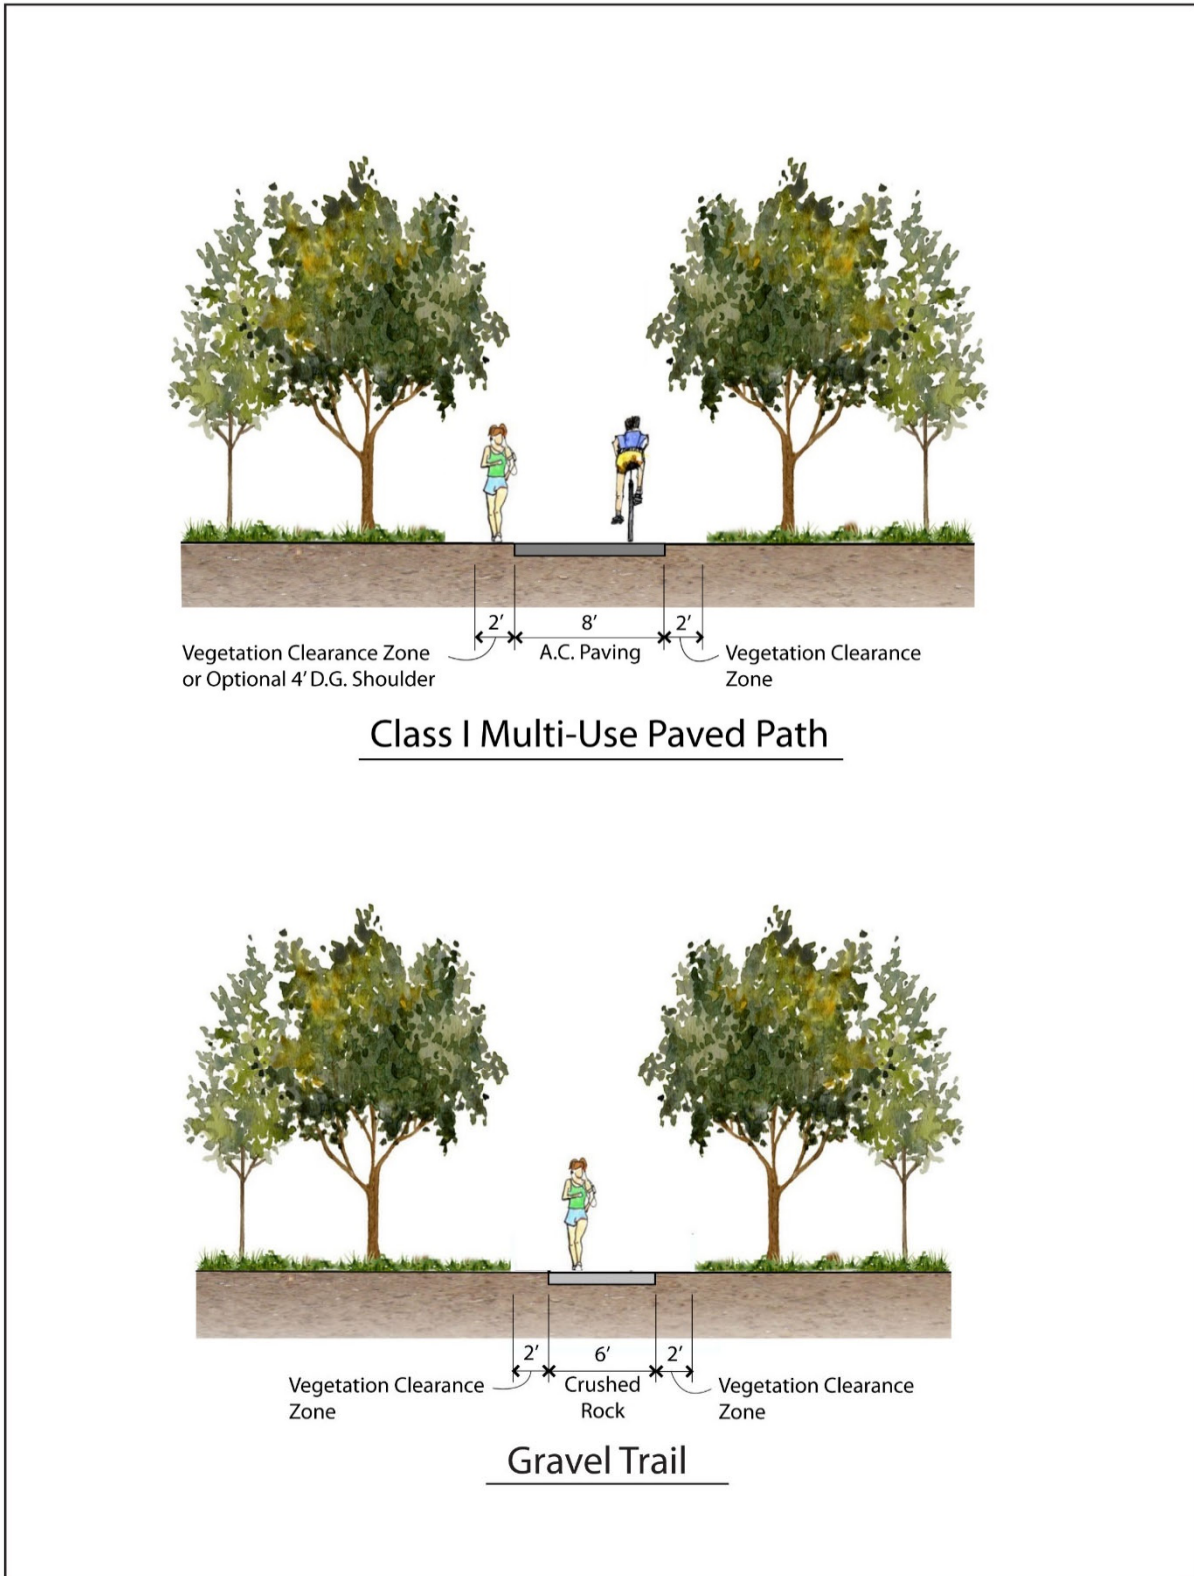 2’
8’
2’
A.C. Paving
Vegetation Clearance Zone
or Optional 4’ D.G. Shoulder
Vegetation Clearance
Zone
Class I Multi-Use Paved Path
2’
6’
2’
Crushed
Rock
Vegetation Clearance
Zone
Vegetation Clearance
Zone
Gravel Trail